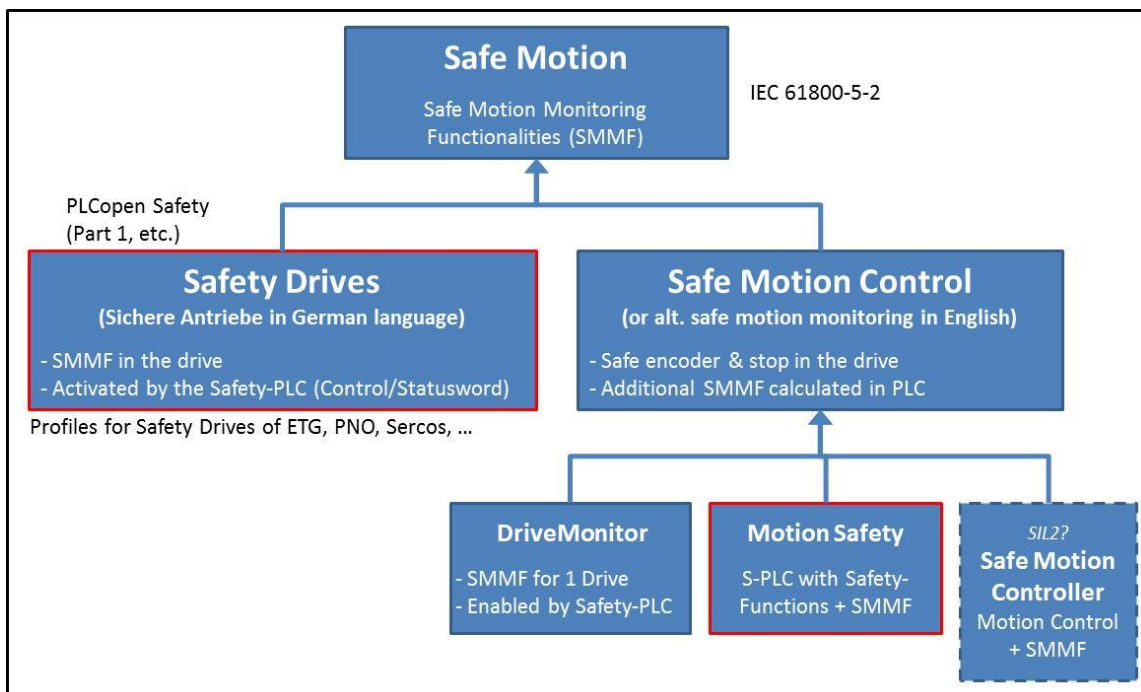 Safe Motion
Safe Motion Monitoring
Functionalities (SMMF)
IEC 61800-5-2
PLCopen Safety
(Part 1, etc.)
Safety Drives
(Sichere Antriebe in German language)
- SMMF in the drive
- Activated by the Safety-PLC (Control/Statusword)
Profiles for Safety Drives of ETG, PNO, Sercos, ...
Safe Motion Control
(or alt. safe motion monitoring in English)
- Safe encoder & stop in the drive
- Additional SMMF calculated in PLC
DriveMonitor
- SMMF for 1 Drive
- Enabled by Safety-PLC
Motion Safety
S-PLC with Safety-
Functions + SMMF
SIL2?
Safe Motion
Controller
Motion Control
+ SMMF